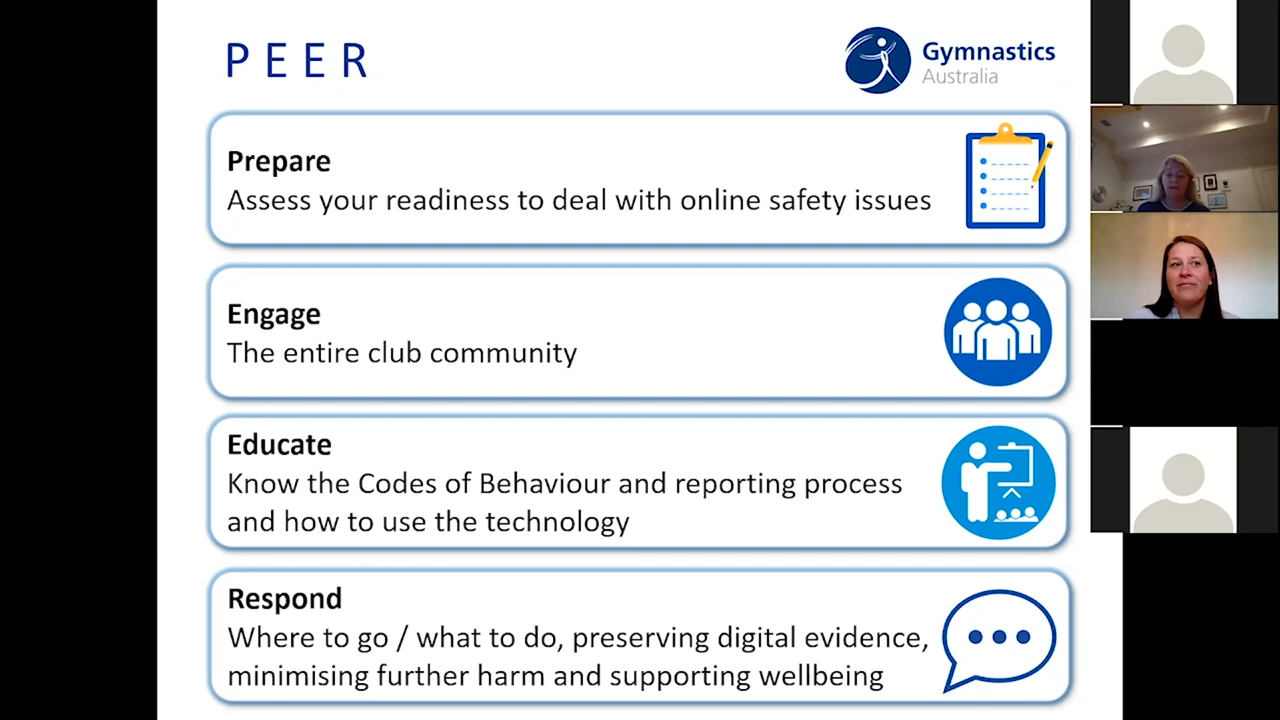 PEER
Gymnastics
Australia
Prepare
Assess your readiness to deal with online safety issues
Engage
The entire club community
Educate
Know the Codes of Behaviour and reporting process
and how to use the technology
Respond
Where to go / what to do, preserving digital evidence,
minimising further harm and supporting wellbeing